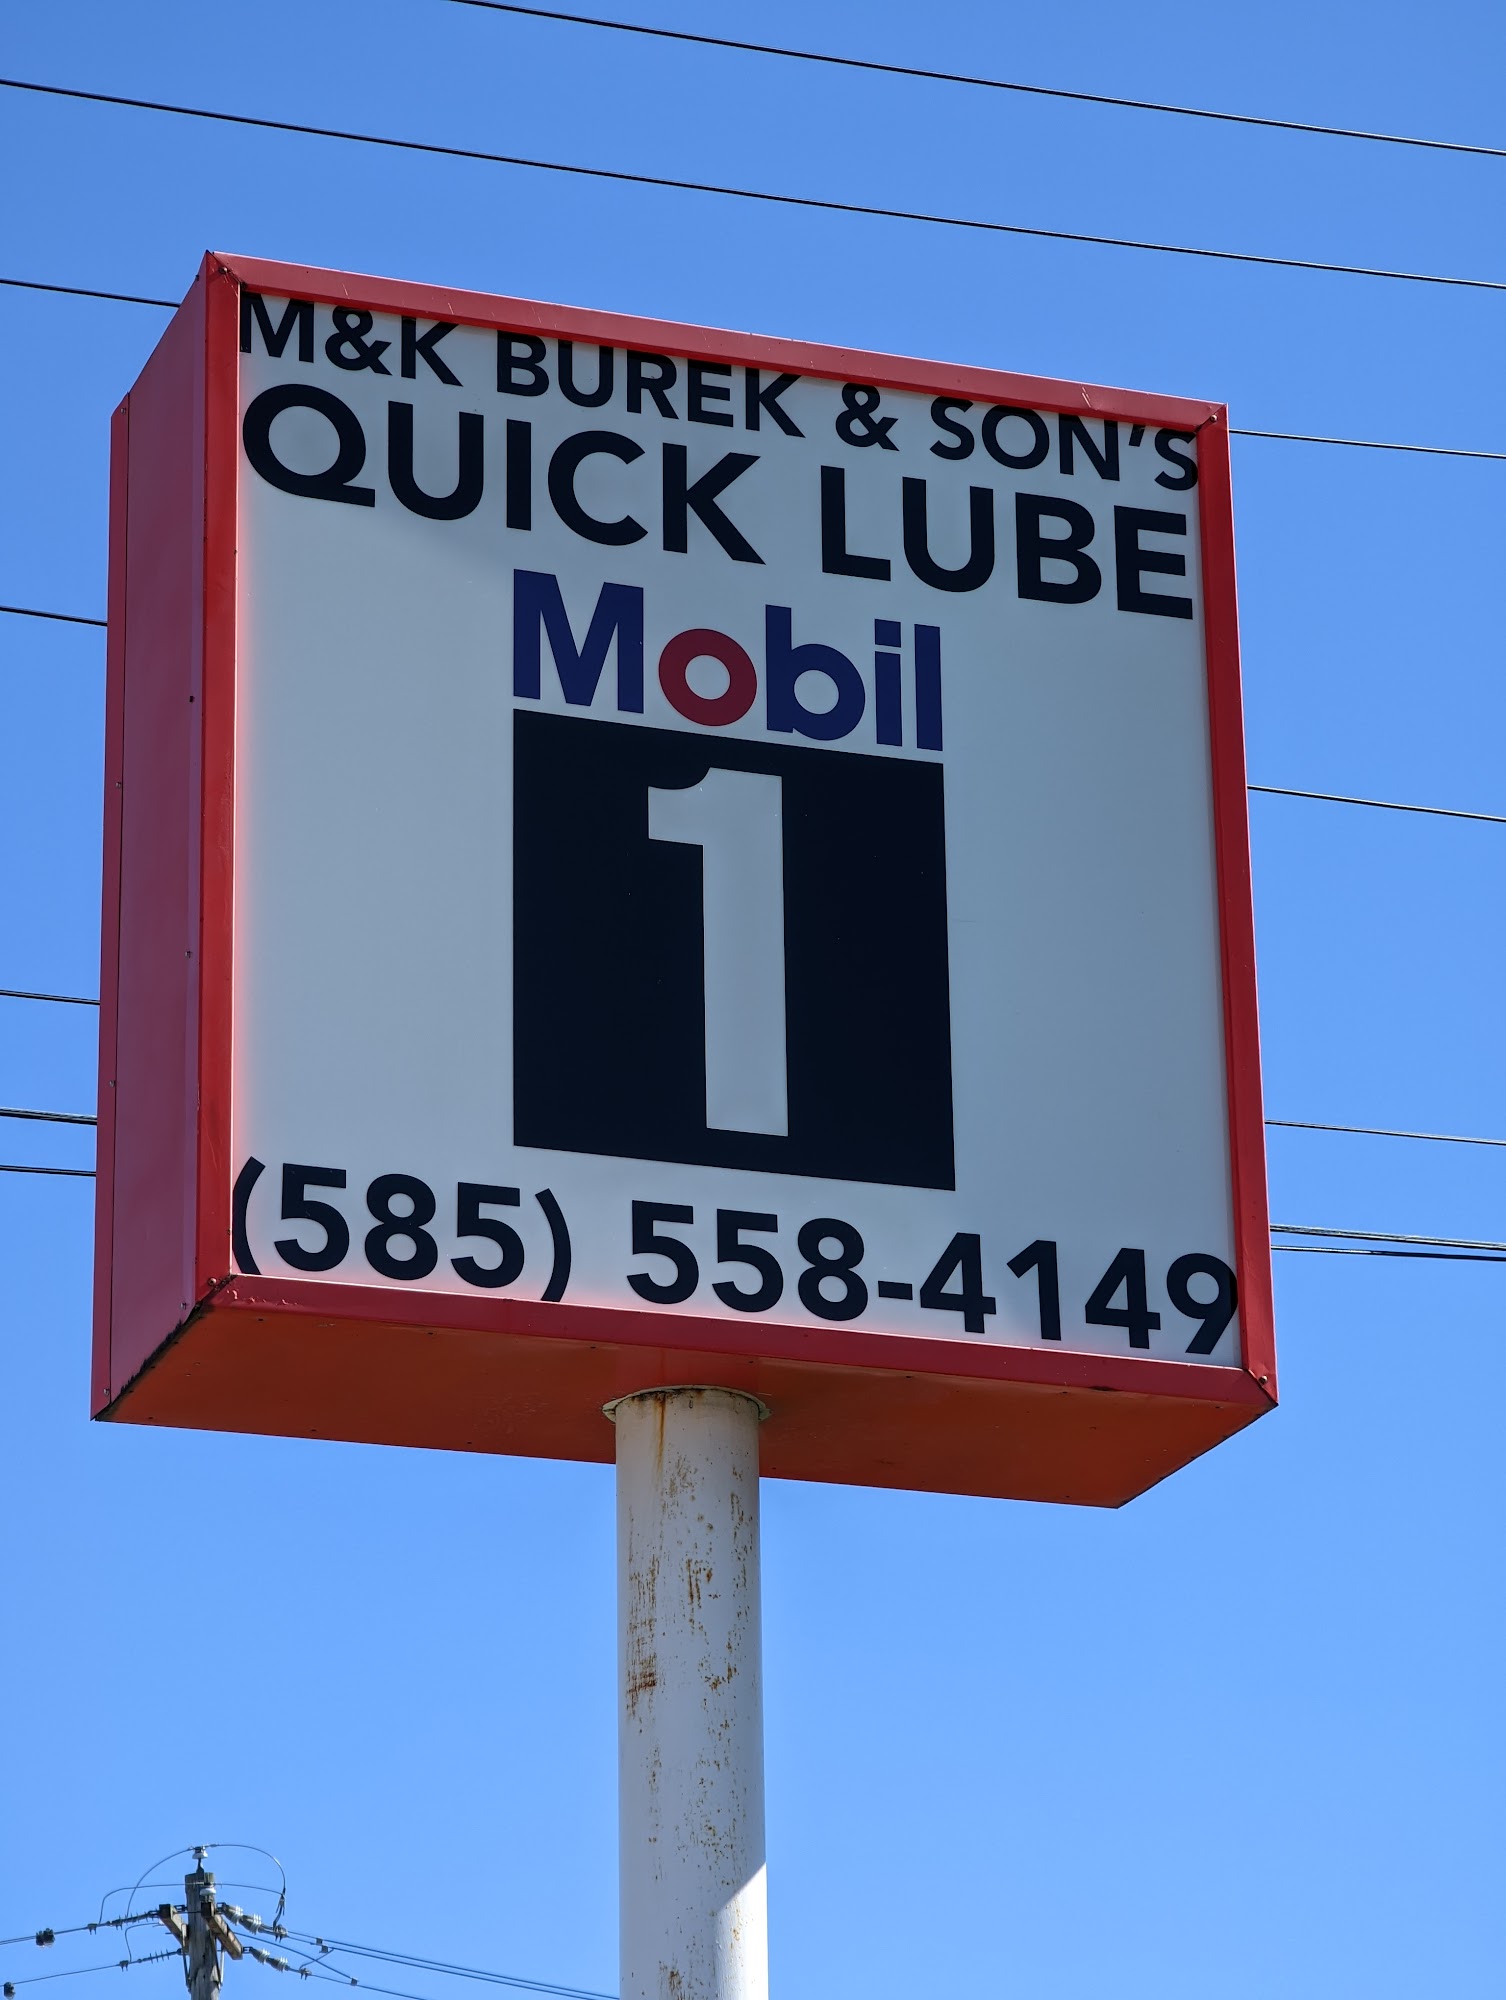 M&K BUREK & SON'S
QUICK LUBE
Mobil
1
(585) 558-4149